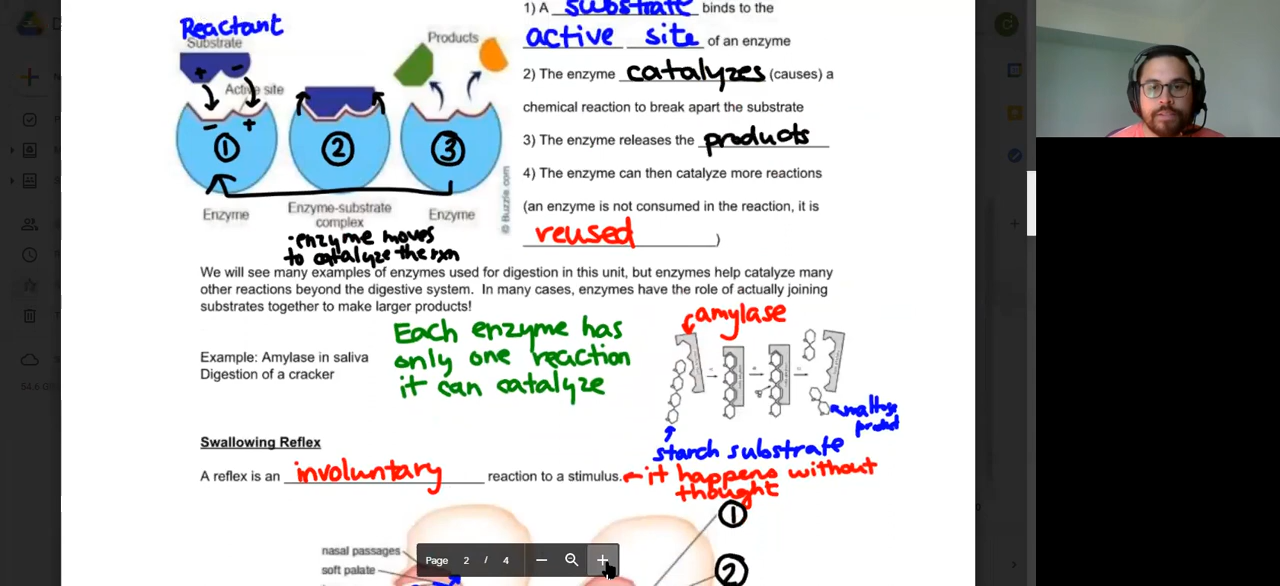 Reactant
Substrate
+ -
Active site
- +
1
2
3
Products
Enzyme
Enzyme-substrate
complex
Enzyme
© Buzzle.com
-enzyme moves
to catalyze the rxn
1) A substrate binds to the
active site of an enzyme
2) The enzyme catalyzes (causes) a
chemical reaction to break apart the substrate
3) The enzyme releases the products
4) The enzyme can then catalyze more reactions
(an enzyme is not consumed in the reaction, it is
reused )
We will see many examples of enzymes used for digestion in this unit, but enzymes help catalyze many
other reactions beyond the digestive system. In many cases, enzymes have the role of actually joining
substrates together to make larger products!
Example: Amylase in saliva
Digestion of a cracker
Each enzyme has
only one reaction
it can catalyze
amylase
maltose
product
starch substrate
Swallowing Reflex
A reflex is an involuntary reaction to a stimulus. - it happens without
thought
1
2
nasal passages
soft palate
Page 2 / 4